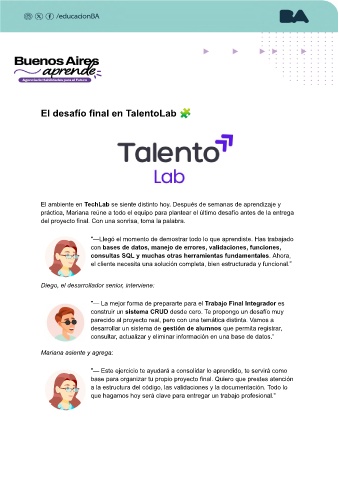 /educacionBA
BA
Buenos Aires
aprende
Agencia de Habilidades para el Futuro
El desafío final en TalentoLab
Talento
Lab
El ambiente en TechLab se siente distinto hoy. Después de semanas de aprendizaje y
práctica, Mariana reúne a todo el equipo para plantear el último desafío antes de la entrega
del proyecto final. Con una sonrisa, toma la palabra.
"—Llegó el momento de demostrar todo lo que aprendiste. Has trabajado
con bases de datos, manejo de errores, validaciones, funciones,
consultas SQL y muchas otras herramientas fundamentales. Ahora,
el cliente necesita una solución completa, bien estructurada y funcional."
Diego, el desarrollador senior, interviene:
"— La mejor forma de prepararte para el Trabajo Final Integrador es
construir un sistema CRUD desde cero. Te propongo un desafío muy
parecido al proyecto real, pero con una temática distinta. Vamos a
desarrollar un sistema de gestión de alumnos que permita registrar,
consultar, actualizar y eliminar información en una base de datos."
Mariana asiente y agrega:
"— Este ejercicio te ayudará a consolidar lo aprendido, te servirá como
base para organizar tu propio proyecto final. Quiero que prestes atención
a la estructura del código, las validaciones y la documentación. Todo lo
que hagamos hoy será clave para entregar un trabajo profesional."